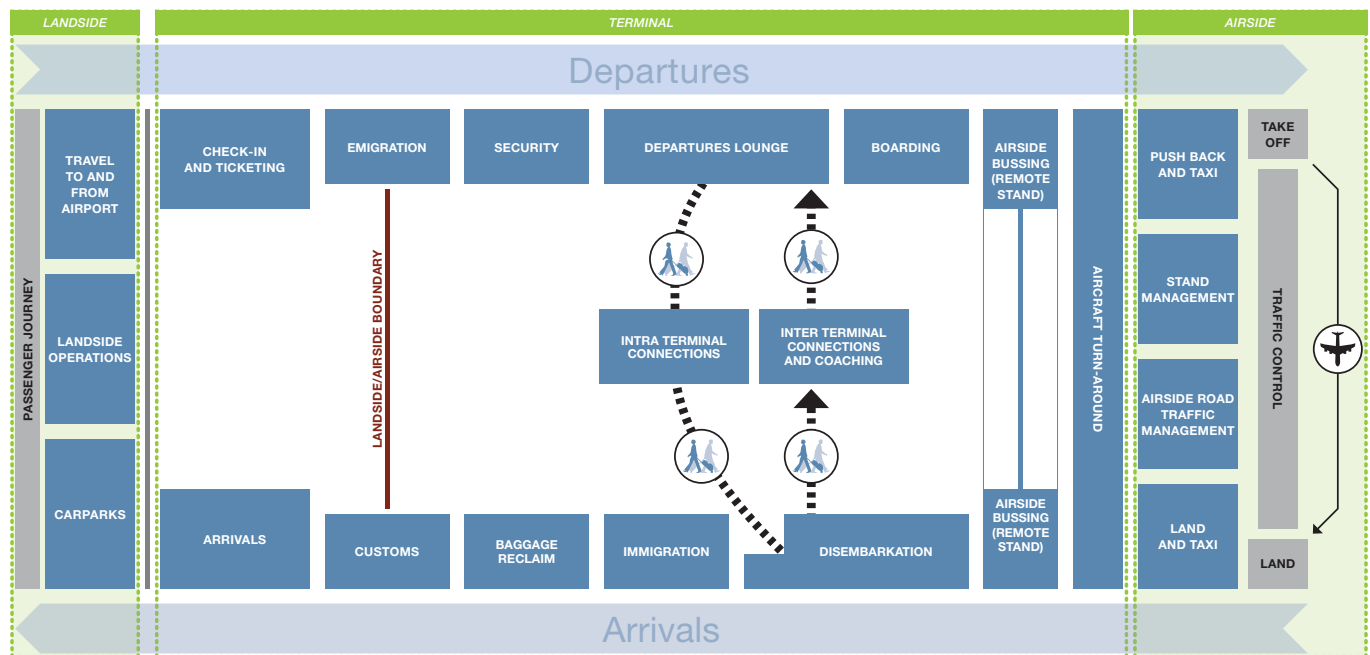 LANDSIDE
TERMINAL
AIRSIDE
Departures
PASSENGER JOURNEY
TRAVEL
TO AND
FROM
AIRPORT
LANDSIDE
OPERATIONS
CARPARKS
CHECK-IN
AND TICKETING
EMIGRATION
SECURITY
DEPARTURES LOUNGE
BOARDING
AIRSIDE
BUSSING
(REMOTE
STAND)
LANDSIDE/AIRSIDE BOUNDARY
INTRA TERMINAL
CONNECTIONS
INTER TERMINAL
CONNECTIONS
AND COACHING
ARRIVALS
CUSTOMS
BAGGAGE
RECLAIM
IMMIGRATION
DISEMBARKATION
AIRSIDE
BUSSING
(REMOTE
STAND)
AIRCRAFT TURN-AROUND
PUSH BACK
AND TAXI
STAND
MANAGEMENT
AIRSIDE ROAD
TRAFFIC
MANAGEMENT
LAND
AND TAXI
TAKE
OFF
TRAFFIC CONTROL
LAND
Arrivals